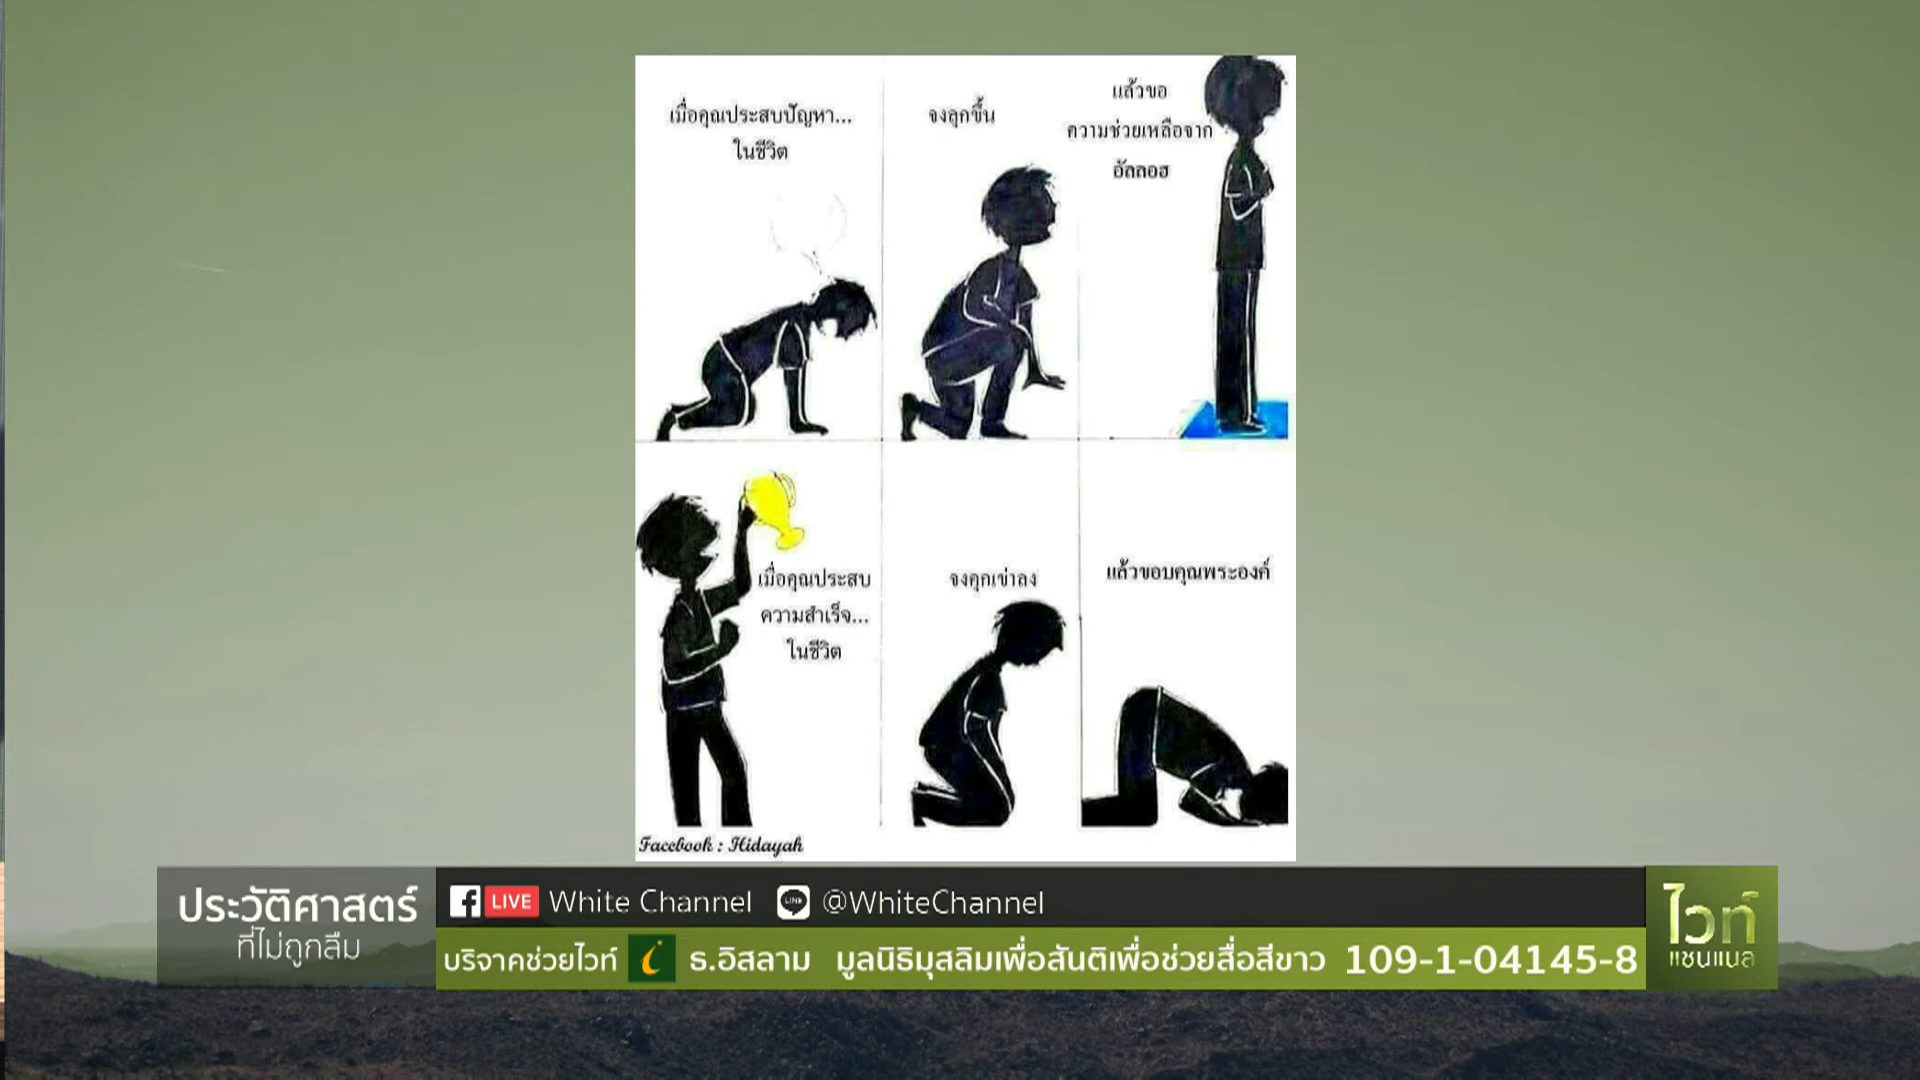 เมื่อคุณประสบปัญหา...
ในชีวิต
จงลุกขึ้น
แล้วขอ
ความช่วยเหลือจาก
อัลลอฮ
เมื่อคุณประสบ
ความสำเร็จ...
ในชีวิต
จงคุกเข่าลง
แล้วขอบคุณพระองค์
Facebook : Hidayah
ประวัติศาสตร์
ที่ไม่ถูกลืม
LIVE White Channel LINE @WhiteChannel
บริจาคช่วยไวท์ ธ.อิสลาม มูลนิธิมุสลิมเพื่อสันติเพื่อช่วยสื่อสีขาว 109-1-04145-8
ไวท์
แชนแนล